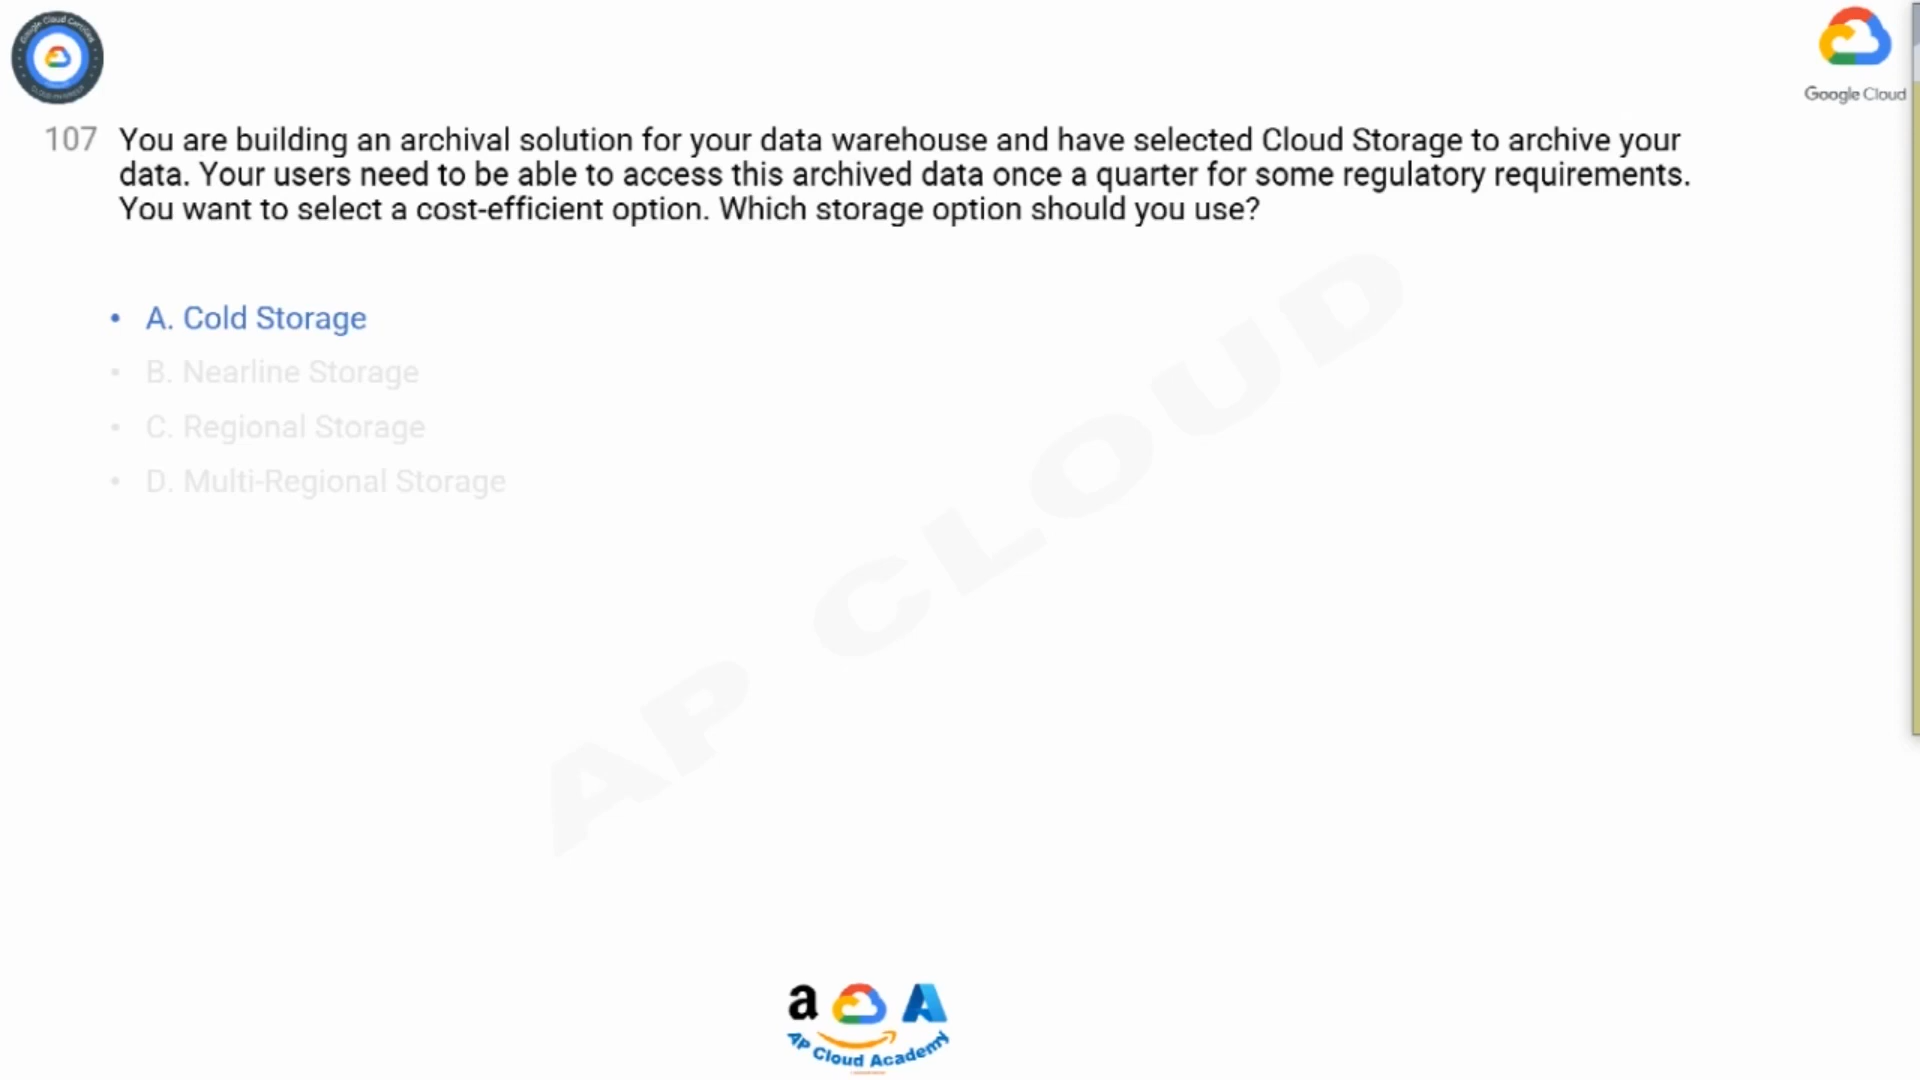 Google Cloud Certified
Google Cloud
107 You are building an archival solution for your data warehouse and have selected Cloud Storage to archive your
data. Your users need to be able to access this archived data once a quarter for some regulatory requirements.
You want to select a cost-efficient option. Which storage option should you use?
• A. Cold Storage
• B. Nearline Storage
• C. Regional Storage
• D. Multi-Regional Storage
AP CLOUD
a
AP Cloud Academy